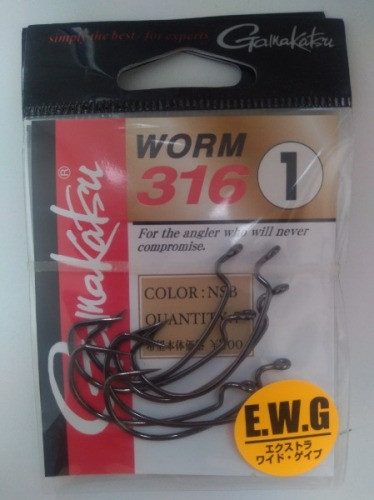 simply the best for experts
Gamakatsu
WORM
316 1
For the angler who will never
compromise.
® Gamakatsu
COLOR: NSB
QUANTITY
E.W.G
エクストラ
ワイド・ゲイプ